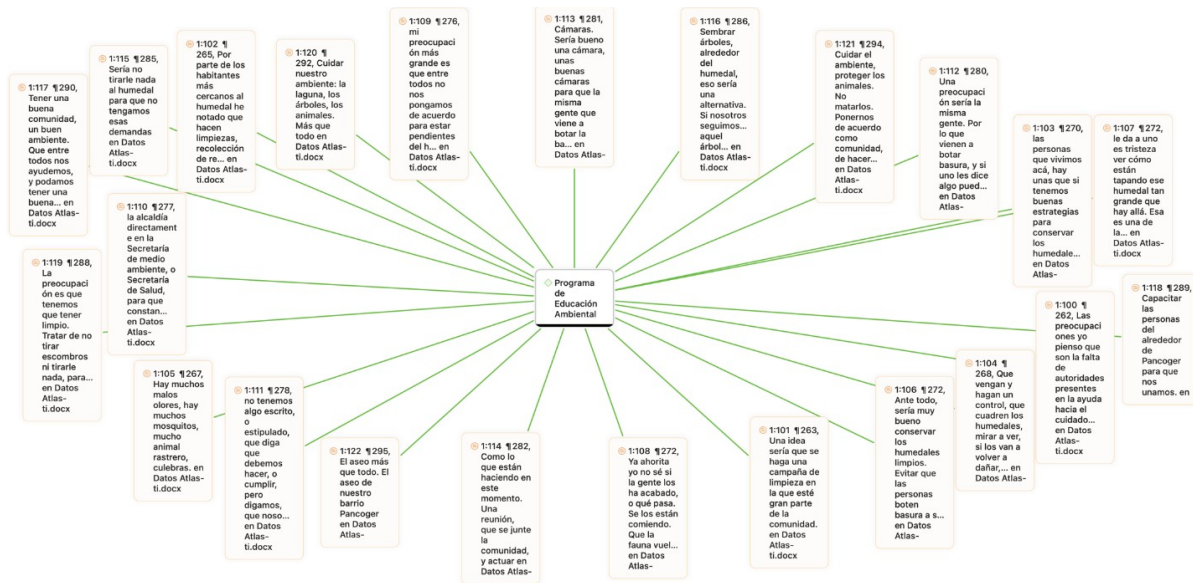 1:117 ¶290,
Tener una
buena
comunidad,
un buen
ambiente.
Que entre
todos nos
ayudemos,
y podamos
tener una
buena... en
Datos Atlas-
ti.docx
1:115 ¶285,
Sería no
tirarle nada
al humedal
para que no
tengamos
esas
demandas
en Datos
Atlas-
ti.docx
1:102 ¶
265, Por
parte de los
habitantes
más
cercanos al
humedal he
notado que
hacen
limpiezas,
recolección
de re... en
Datos Atlas-
ti.docx
1:120 ¶
292, Cuidar
nuestro
ambiente: la
laguna, los
árboles, los
animales.
Más que
todo en
Datos Atlas-
ti.docx
1:109 ¶276,
mi
preocupaci
ón más
grande es
que entre
todos no
nos
pongamos
de acuerdo
para estar
pendientes
del h... en
Datos Atlas-
ti.docx
1:113 ¶281,
Cámaras.
Sería bueno
una cámara,
unas
buenas
cámaras
para que la
misma
gente que
viene a
botar la
ba... en
Datos Atlas-
1:116 ¶286,
Sembrar
árboles,
alrededor
del
humedal,
eso sería
una
alternativa.
Si nosotros
seguimos...
aquel
árbol... en
Datos Atlas-
ti.docx
1:121 ¶294,
Cuidar el
ambiente,
proteger los
animales.
No
matarlos.
Ponernos
de acuerdo
como
comunidad,
de hacer...
en Datos
Atlas-
ti.docx
1:112 ¶280,
Una
preocupaci
ón sería la
misma
gente. Por
lo que
vienen a
botar
basura, y si
uno les dice
algo pued...
en Datos
Atlas-
1:103 ¶270,
las
personas
que vivimos
acá, hay
unas que si
tenemos
buenas
estrategias
para
conservar
los
humedale...
en Datos
Atlas-
ti.docx
1:107 ¶272,
le da a uno
es tristeza
ver cómo
están
tapando ese
humedal tan
grande que
hay allá. Esa
es una de
la... en
Datos Atlas-
ti.docx
1:110 ¶277,
la alcaldía
directament
e en la
Secretaría
de medio
ambiente, o
Secretaría
de Salud,
para que
constan...
en Datos
Atlas-
ti.docx
1:119 ¶288,
La
preocupaci
ón es que
tenemos
que tener
limpio.
Tratar de no
tirar
escombros
ni tirarle
nada, para...
en Datos
Atlas-
ti.docx
Programa
de
Educación
Ambiental
1:118 ¶289,
Capacitar
las
personas
del
alrededor
de
Pancoger
para que
nos
unamos. en
1:100 ¶
262, Las
preocupaci
ones yo
pienso que
son la falta
de
autoridades
presentes
en la ayuda
hacia el
cuidado...
en Datos
Atlas-
ti.docx
1:105 ¶267,
Hay muchos
malos
olores, hay
muchos
mosquitos,
mucho
animal
rastrero,
culebras. en
Datos Atlas-
ti.docx
1:111 ¶278,
no tenemos
algo escrito,
o
estipulado,
que diga
que
debemos
hacer, o
cumplir,
pero
digamos,
que noso...
en Datos
Atlas-
ti.docx
1:122 ¶295,
El aseo más
que todo. El
aseo de
nuestro
barrio
Pancoger
en Datos
Atlas-
1:114 ¶282,
Como lo
que están
haciendo en
este
momento.
Una
reunión,
que se junte
la
comunidad,
y actuar en
Datos Atlas-
1:108 ¶272,
Ya ahorita
yo no sé si
la gente los
ha acabado,
o qué pasa.
Se los están
comiendo.
Que la
fauna vuel...
en Datos
Atlas-
1:101 ¶263,
Una idea
sería que se
haga una
campaña de
limpieza en
la que esté
gran parte
de la
comunidad.
en Datos
Atlas-
ti.docx
1:106 ¶272,
Ante todo,
sería muy
bueno
conservar
los
humedales
limpios.
Evitar que
las
personas
boten
basura a s...
en Datos
Atlas-
1:104 ¶
268, Que
vengan y
hagan un
control, que
cuadren los
humedales,
mirar a ver,
si los van a
volver a
dañar,... en
Datos Atlas-